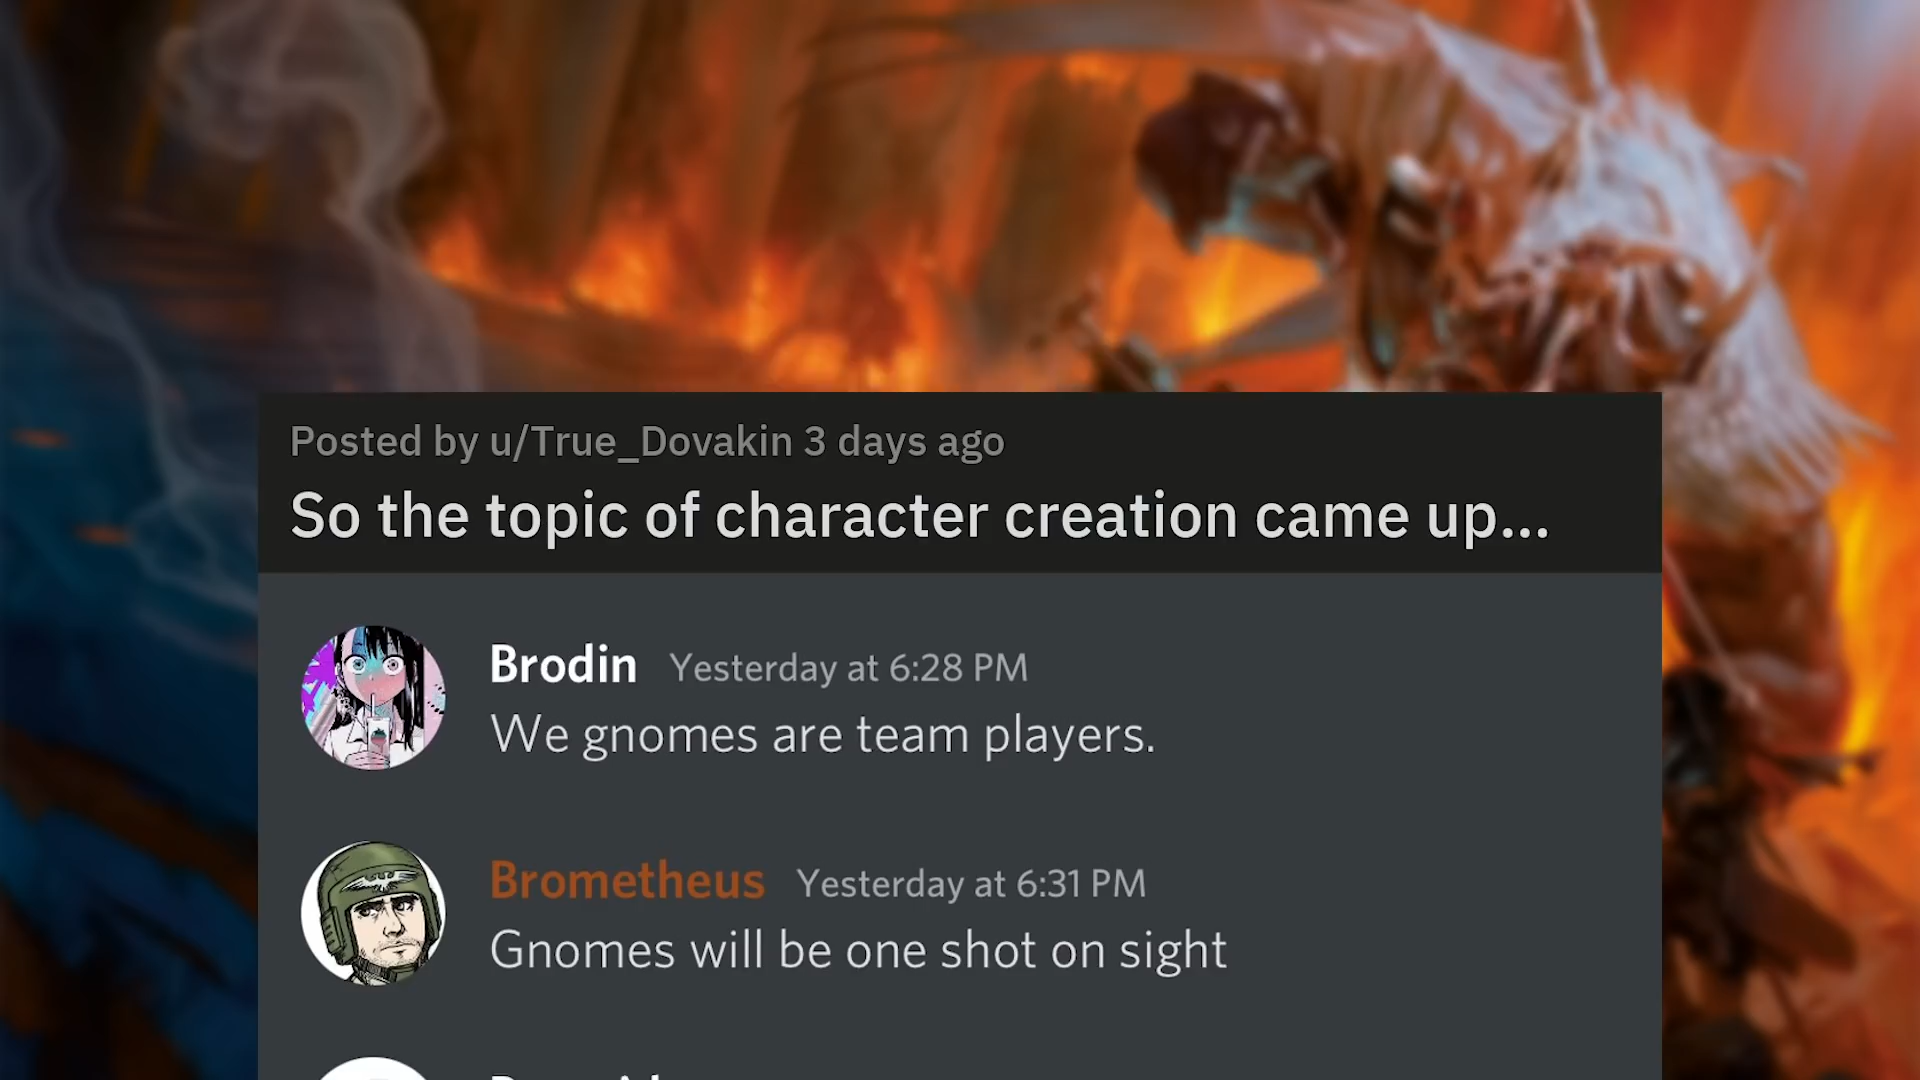 Posted by u/True_Dovakin 3 days ago
So the topic of character creation came up...
Brodin Yesterday at 6:28 PM
We gnomes are team players.
Brometheus Yesterday at 6:31 PM
Gnomes will be one shot on sight